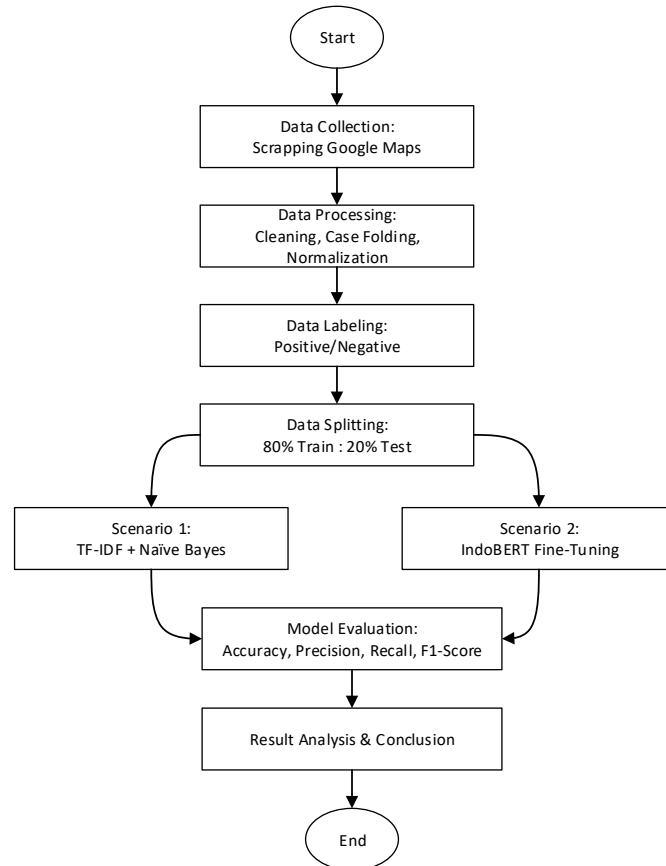 Start
Data Collection:
Scrapping Google Maps
Data Processing:
Cleaning, Case Folding,
Normalization
Data Labeling:
Positive/Negative
Data Splitting:
80% Train : 20% Test
Scenario 1:
TF-IDF + Naïve Bayes
Scenario 2:
IndoBERT Fine-Tuning
Model Evaluation:
Accuracy, Precision, Recall, F1-Score
Result Analysis & Conclusion
End